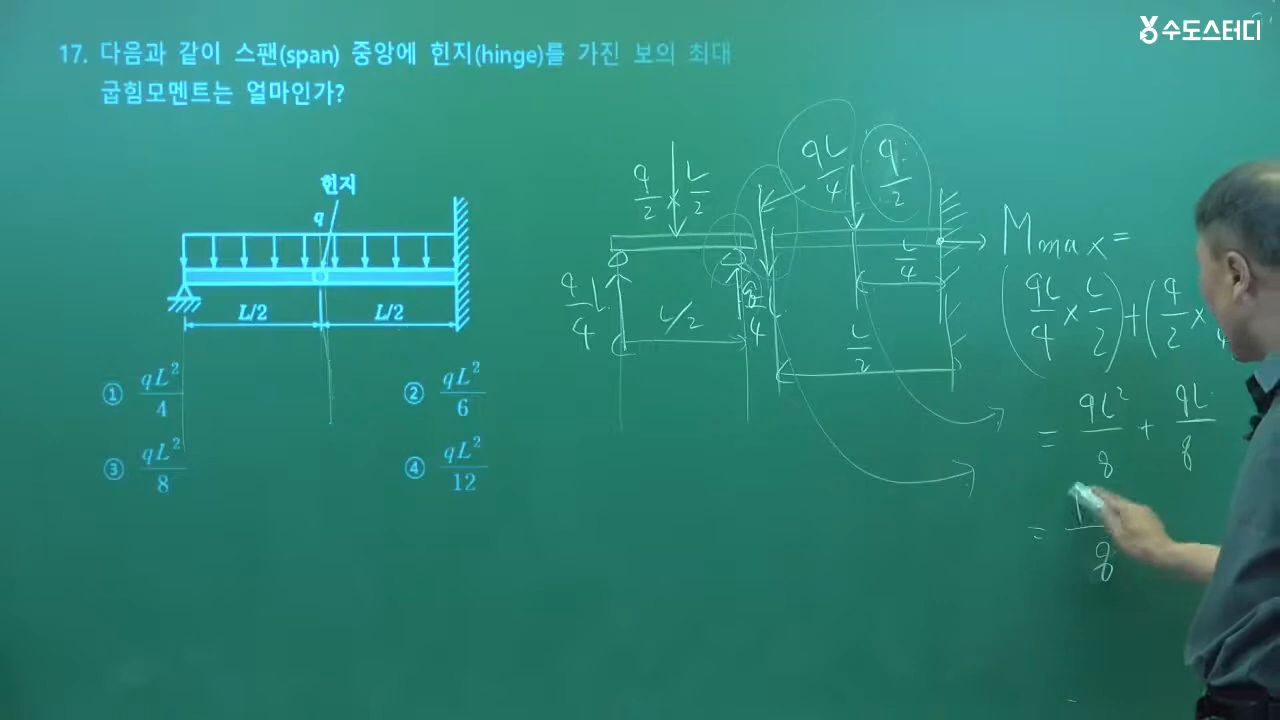 수도스터디
17. 다음과 같이 스팬(span) 중앙에 힌지(hinge)를 가진 보의 최대
굽힘모멘트는 얼마인가?
힌지
q
L/2 L/2
① qL²/4 ② qL²/6
③ qL²/8 ④ qL²/12
q/2 × L/2
qL/4
q/2
q/4 L
L/2
L/4
L/2
Mmax =
(qL/4 × L/2) + (q/2 ×
= qL²/8 + qL/8
= 8